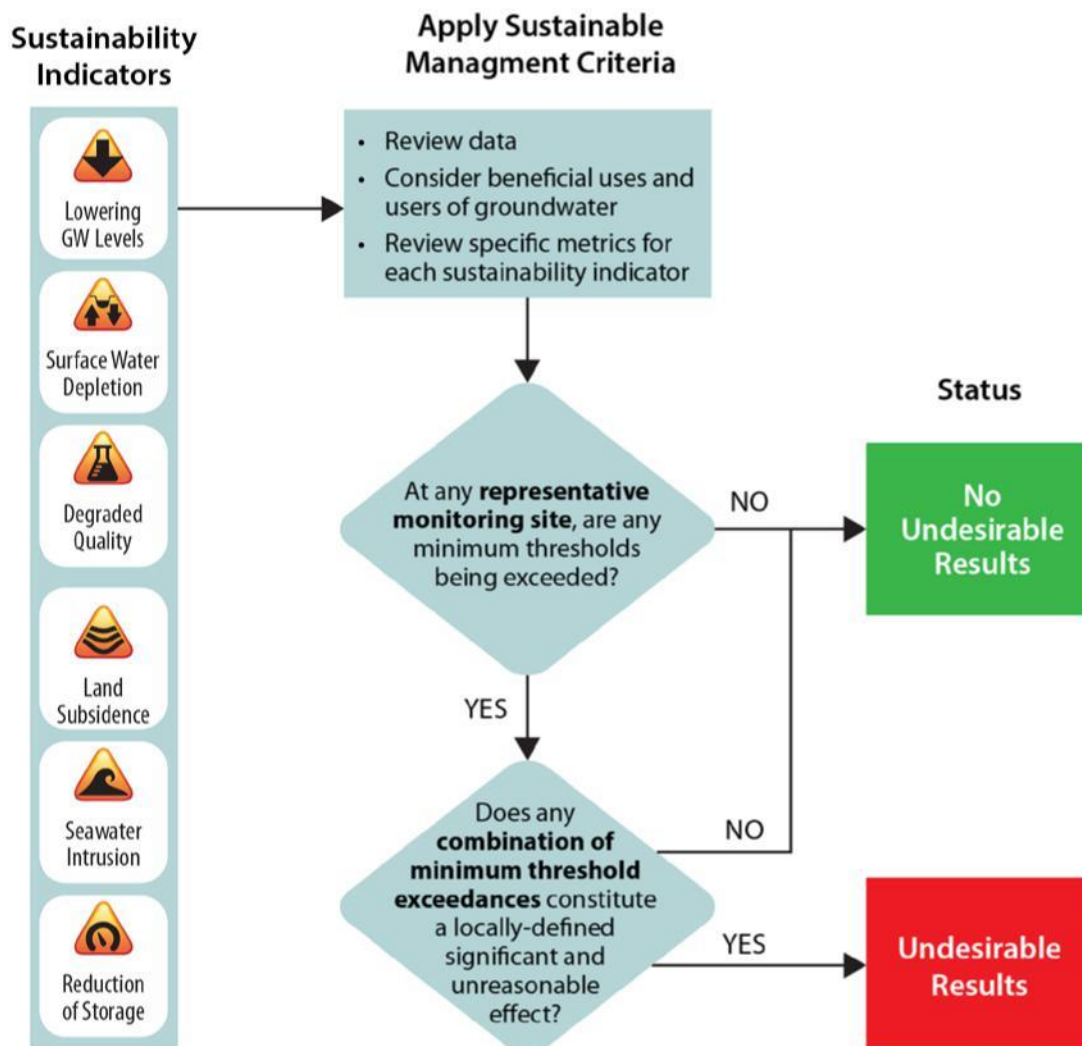 Sustainability
Indicators
Lowering
GW Levels
Surface Water
Depletion
Degraded
Quality
Land
Subsidence
Seawater
Intrusion
Reduction
of Storage
Apply Sustainable
Managment Criteria
• Review data
• Consider beneficial uses and
users of groundwater
• Review specific metrics for
each sustainability indicator
At any representative
monitoring site, are any
minimum thresholds
being exceeded?
NO
YES
Does any
combination of
minimum threshold
exceedances constitute
a locally-defined
significant and
unreasonable
effect?
NO
YES
Status
No
Undesirable
Results
Undesirable
Results